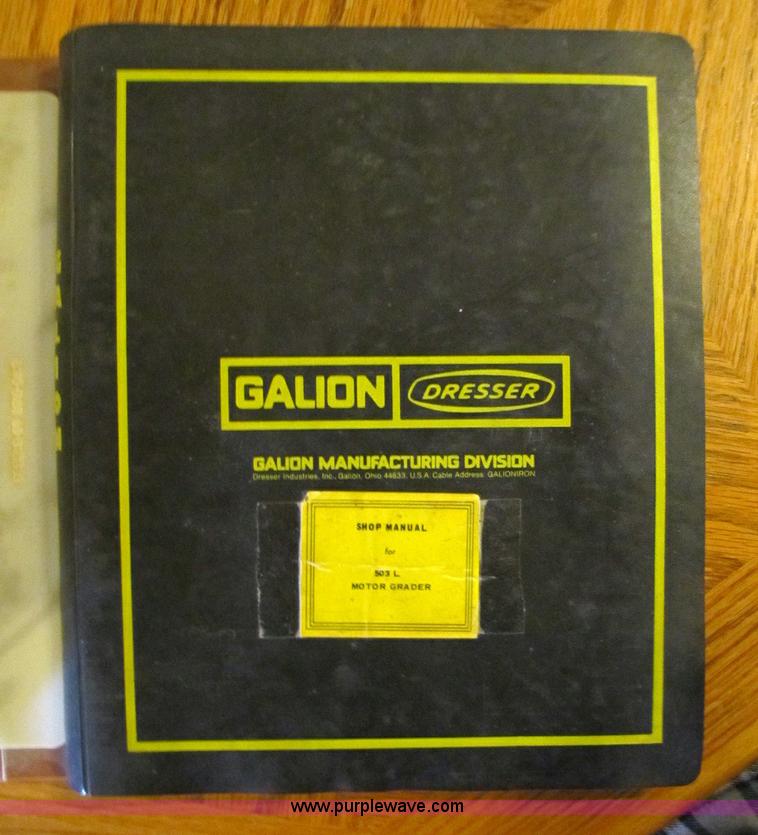 GALION DRESSER
GALION MANUFACTURING DIVISION
Dresser Industries, Inc., Galion, Ohio 44833, U.S.A. Cable Address: GALIONIRON
SHOP MANUAL
for
503 L
MOTOR GRADER
www.purplewave.com